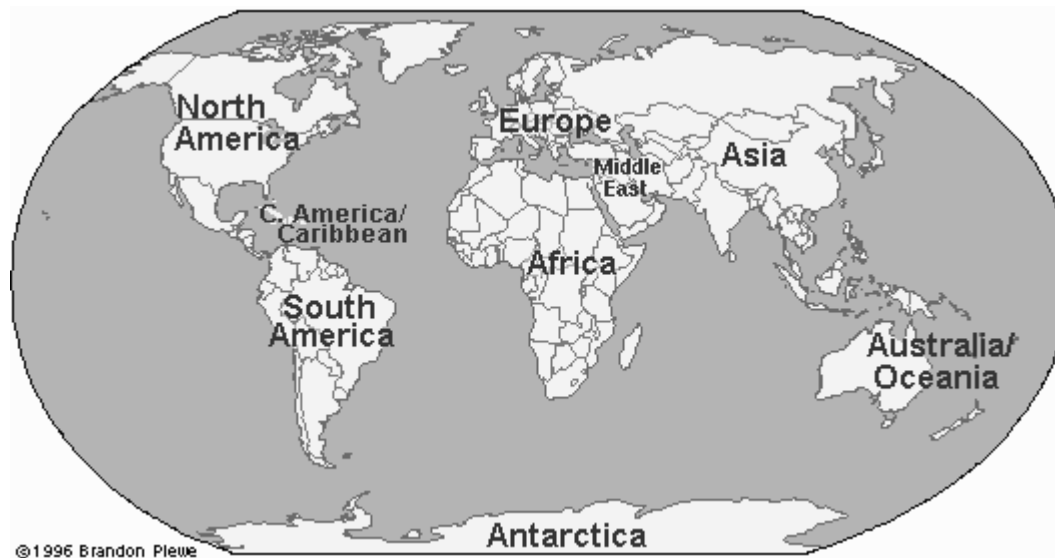 North
America
Europe
Asia
Middle
East
C. America/
Caribbean
Africa
South
America
Australia/
Oceania
Antarctica
©1996 Brandon Plewe